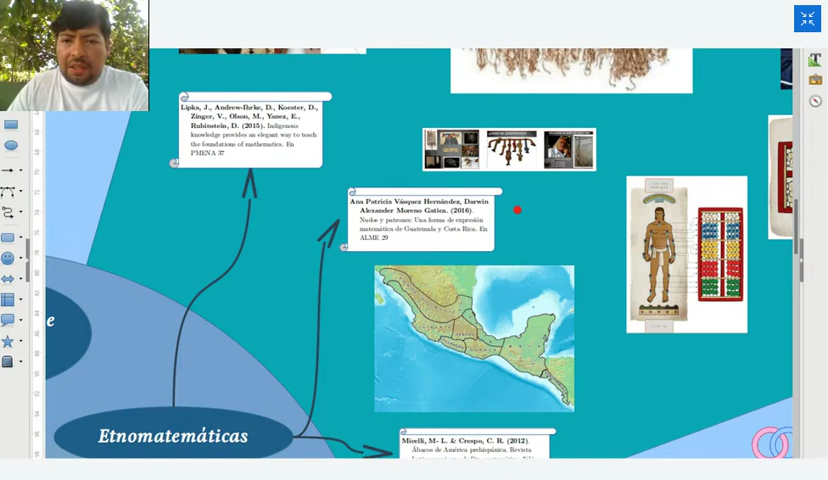 Lipka, J., Andrew-Ihrke, D., Koester, D.,
Zinger, V., Olson, M., Yanez, E.,
Rubinstein, D. (2015). Indigenous
knowledge provides an elegant way to teach
the foundations of mathematics. En
PMENA 37
Ana Patricia Vásquez Hernández, Darwin
Alexander Moreno Gatica. (2016).
Nudos y patrones: Una forma de expresión
matemática de Guatemala y Costa Rica. En
ALME 29
e
Etnomatemáticas
Micelli, M- L. & Crespo, C. R. (2012).
Ábacos de América prehispánica. Revista